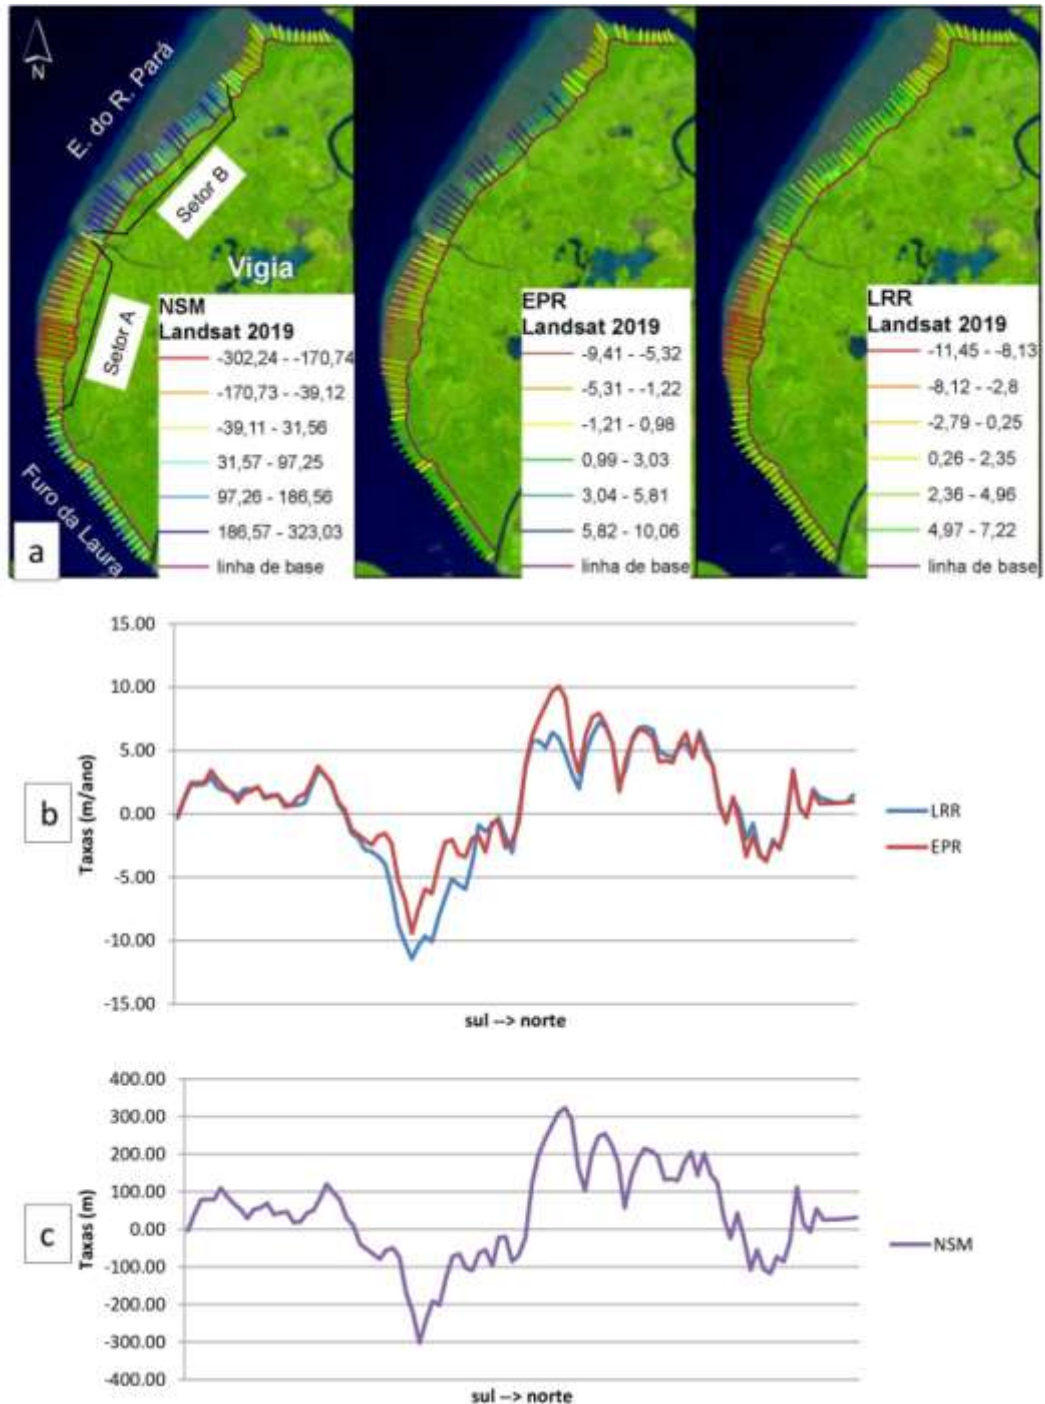 N
E. do R. Pará
Setor B
Vigia
Setor A
Furo da Laura
a
NSM
Landsat 2019
-302,24 - -170,74
-170,73 - -39,12
-39,11 - 31,56
31,57 - 97,25
97,26 - 186,56
186,57 - 323,03
linha de base
EPR
Landsat 2019
-9,41 - -5,32
-5,31 - -1,22
-1,21 - 0,98
0,99 - 3,03
3,04 - 5,81
5,82 - 10,06
linha de base
LRR
Landsat 2019
-11,45 - -8,13
-8,12 - -2,8
-2,79 - 0,25
0,26 - 2,35
2,36 - 4,96
4,97 - 7,22
linha de base
b
Taxas (m/ano)
15.00
10.00
5.00
0.00
-5.00
-10.00
-15.00
sul --> norte
LRR
EPR
c
Taxas (m)
400.00
300.00
200.00
100.00
0.00
-100.00
-200.00
-300.00
-400.00
sul --> norte
NSM